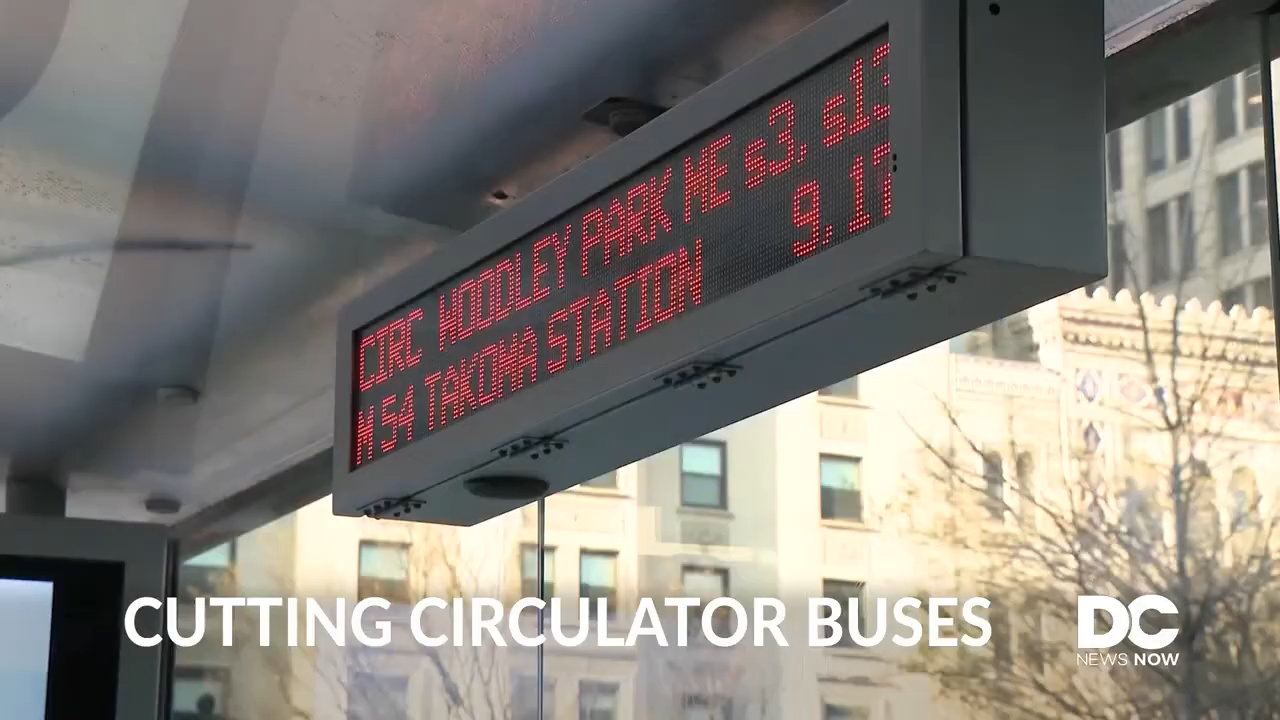 CIRC WOODLEY PARK ME s3, s13
M 54 TAKOMA STATION 9, 17
CUTTING CIRCULATOR BUSES
DC
NEWS NOW